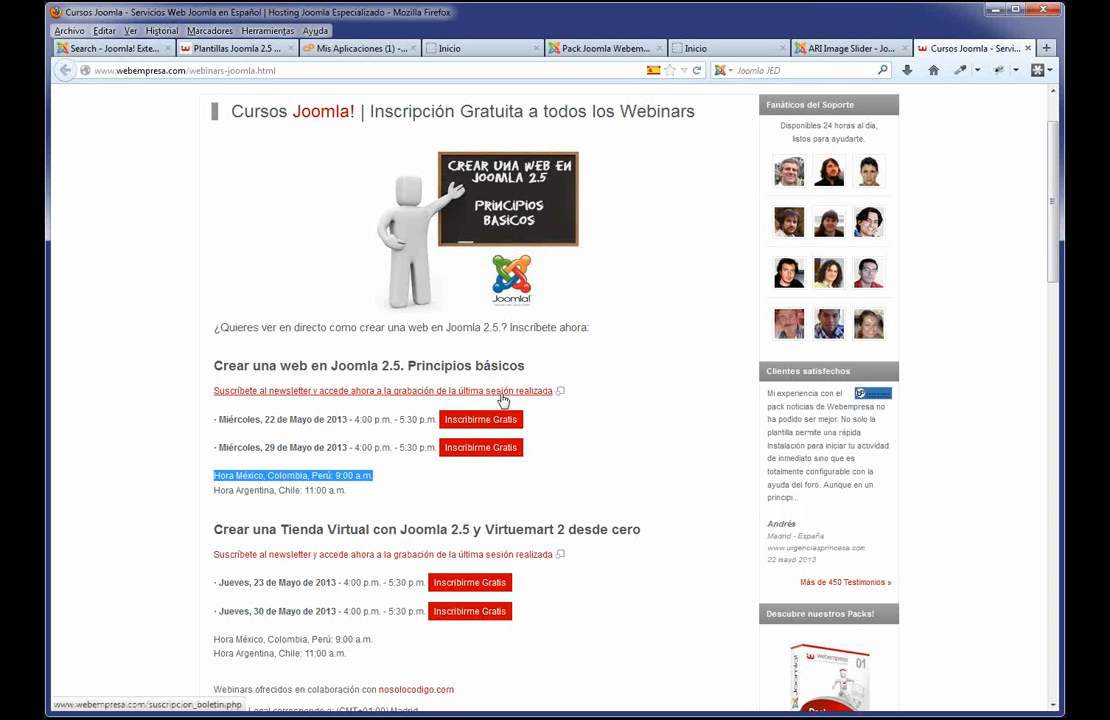 Cursos Joomla - Servicios Web Joomla en Español | Hosting Joomla Especializado - Mozilla Firefox
Archivo Editar Ver Historial Marcadores Herramientas Ayuda
Search - Joomla! Exte...
Plantillas Joomla 2.5 ...
Mis Aplicaciones (1) - ...
Inicio
Pack Joomla Webem...
Inicio
ARI Image Slider - Jo...
Cursos Joomla - Servi...
www.webempresa.com/webinars-joomla.html
Joomla JED
Cursos Joomla! | Inscripción Gratuita a todos los Webinars
CREAR UNA WEB EN
JOOMLA 2.5
PRINCIPIOS
BASICOS
Joomla!
¿Quieres ver en directo como crear una web en Joomla 2.5.? Inscríbete ahora:
Crear una web en Joomla 2.5. Principios básicos
Suscríbete al newsletter y accede ahora a la grabación de la última sesión realizada
· Miércoles, 22 de Mayo de 2013 - 4:00 p.m. - 5:30 p.m. Inscribirme Gratis
· Miércoles, 29 de Mayo de 2013 - 4:00 p.m. - 5:30 p.m. Inscribirme Gratis
Hora México, Colombia, Perú: 9:00 a.m.
Hora Argentina, Chile: 11:00 a.m.
Crear una Tienda Virtual con Joomla 2.5 y Virtuemart 2 desde cero
Suscríbete al newsletter y accede ahora a la grabación de la última sesión realizada
· Jueves, 23 de Mayo de 2013 - 4:00 p.m. - 5:30 p.m. Inscribirme Gratis
· Jueves, 30 de Mayo de 2013 - 4:00 p.m. - 5:30 p.m. Inscribirme Gratis
Hora México, Colombia, Perú: 9:00 a.m.
Hora Argentina, Chile: 11:00 a.m.
Webinars ofrecidos en colaboración con nosolocodigo.com
Local corresponde a: (GMT+01:00) Madrid
www.webempresa.com/suscripcion_boletin.php
Fanáticos del Soporte
Disponibles 24 horas al día,
listos para ayudarte.
Clientes satisfechos
Mi experiencia con el
pack noticias de Webempresa no
ha podido ser mejor. No solo la
plantilla permite una rápida
instalación para iniciar tu actividad
de inmediato sino que es
totalmente configurable con la
ayuda del foro. Aunque en un
principi...
Andrés
Madrid - España
www.urgenciasprincesa.com
22 mayo 2013
Más de 450 Testimonios »
Descubre nuestros Packs!
webempresa 01
Joomla!